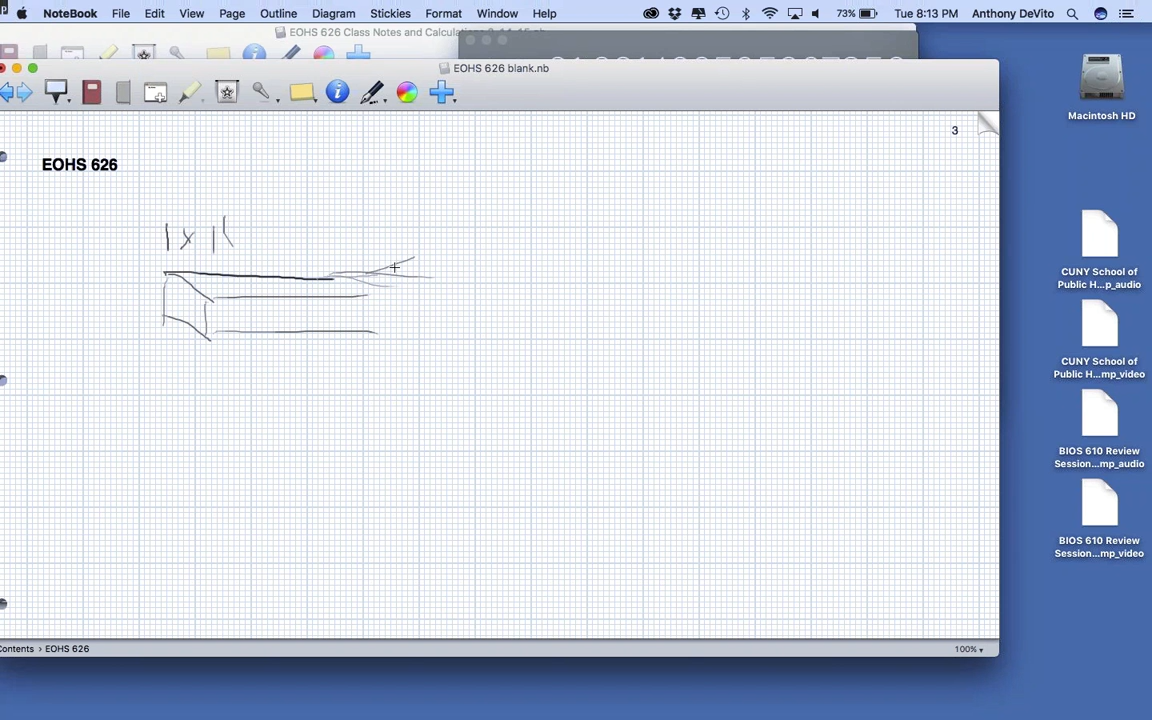 NoteBook File Edit View Page Outline Diagram Stickies Format Window Help 73% Tue 8:13 PM Anthony DeVito
EOHS 626 Class Notes and Calculations
EOHS 626 blank.nb
3
EOHS 626
Contents › EOHS 626
100%
Macintosh HD
CUNY School of
Public H...p_audio
CUNY School of
Public H...mp_video
BIOS 610 Review
Session...mp_audio
BIOS 610 Review
Session...mp_video